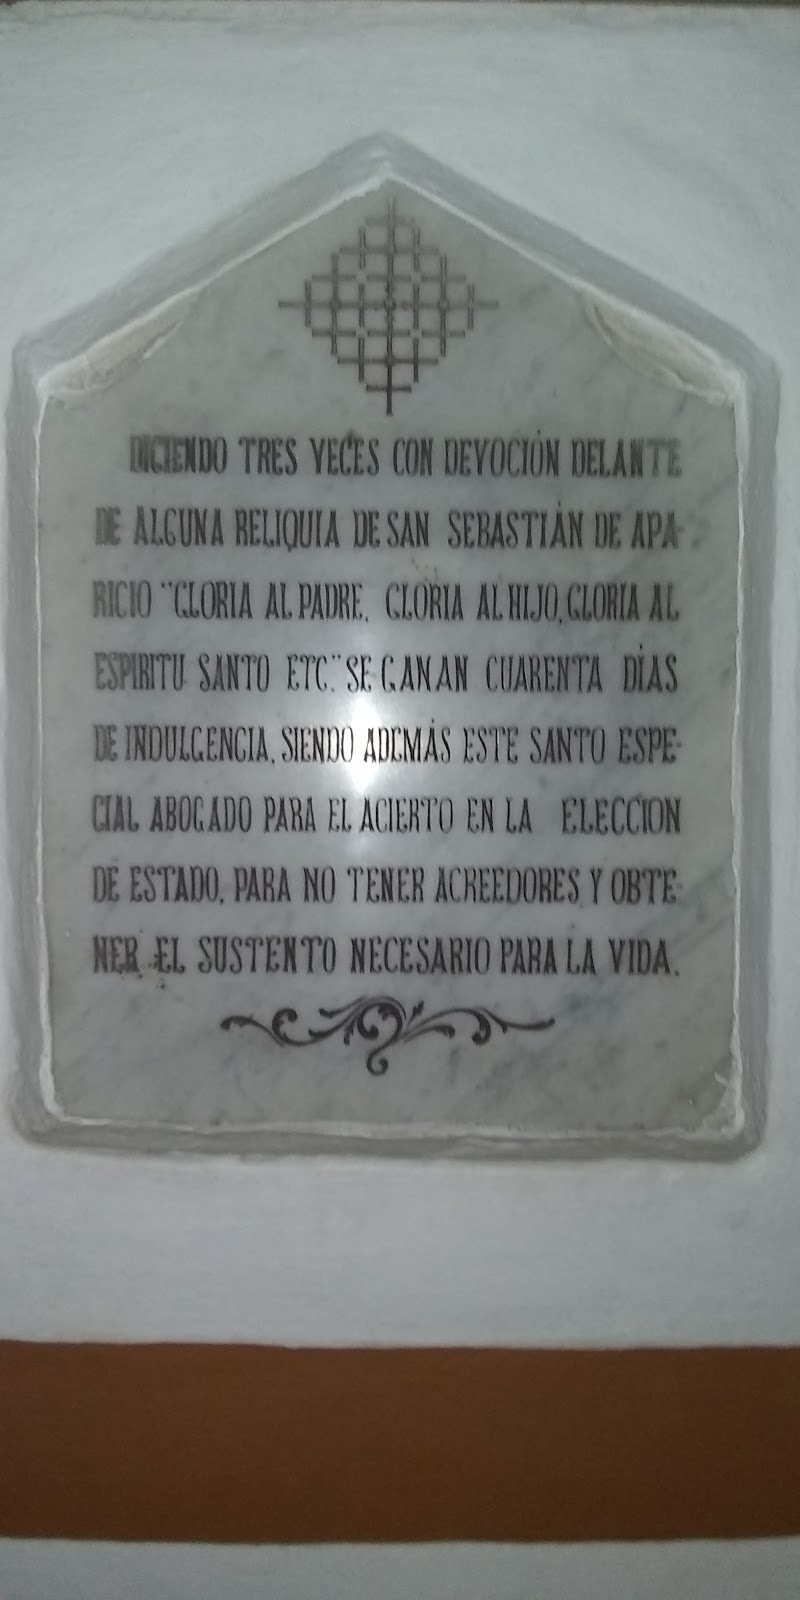 DICIENDO TRES VECES CON DEVOCIÓN DELANTE
DE ALGUNA RELIQUIA DE SAN SEBASTIÁN DE APA-
RICIO "GLORIA AL PADRE, GLORIA AL HIJO, GLORIA AL
ESPIRITU SANTO ETC." SE GANAN CUARENTA DÍAS
DE INDULGENCIA, SIENDO ADEMÁS ESTE SANTO ESPE-
CIAL ABOGADO PARA EL ACIERTO EN LA ELECCION
DE ESTADO, PARA NO TENER ACREEDORES Y OBTE-
NER EL SUSTENTO NECESARIO PARA LA VIDA.